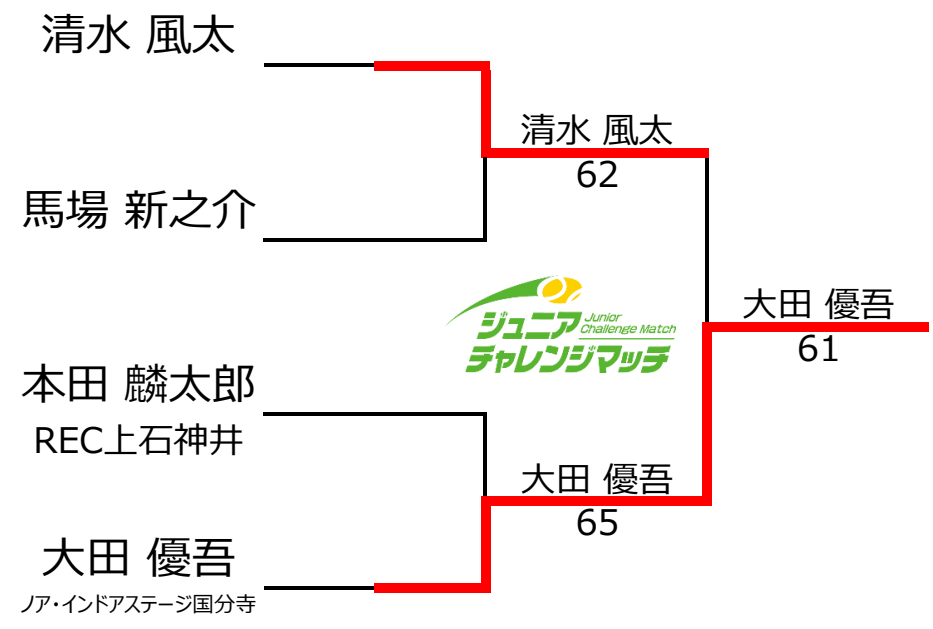 清水 風太
清水 風太
62
馬場 新之介
大田 優吾
61
ジュニア
Junior
Challenge Match
チャレンジマッチ
本田 麟太郎
REC上石神井
大田 優吾
65
大田 優吾
ノア・インドアステージ国分寺